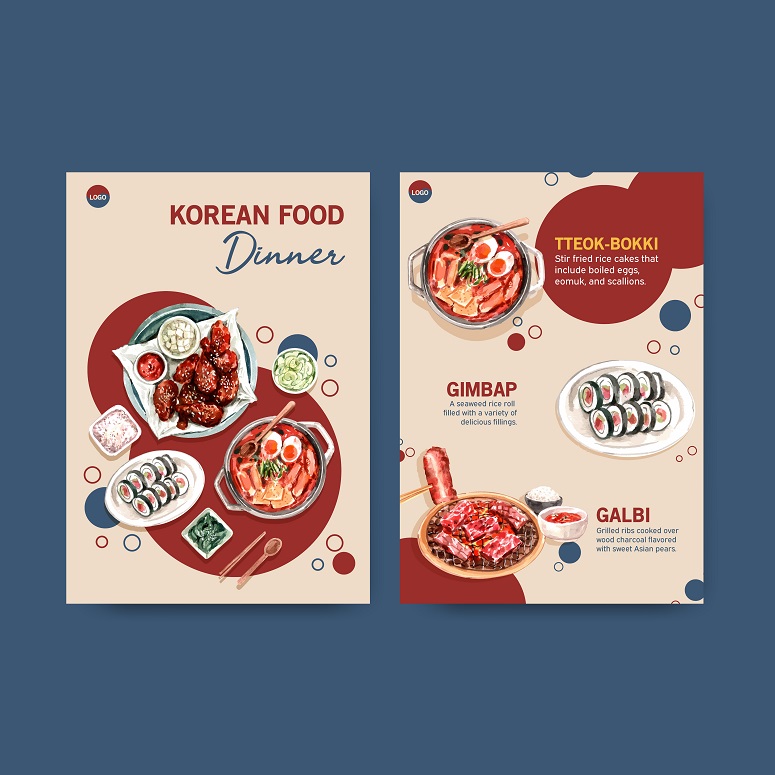 LOGO
KOREAN FOOD
Dinner
LOGO
TTEOK-BOKKI
Stir fried rice cakes that
include boiled eggs,
eomuk, and scallions.
GIMBAP
A seaweed rice roll
filled with a variety of
delicious fillings.
GALBI
Grilled ribs cooked over
wood charcoal flavored
with sweet Asian pears.